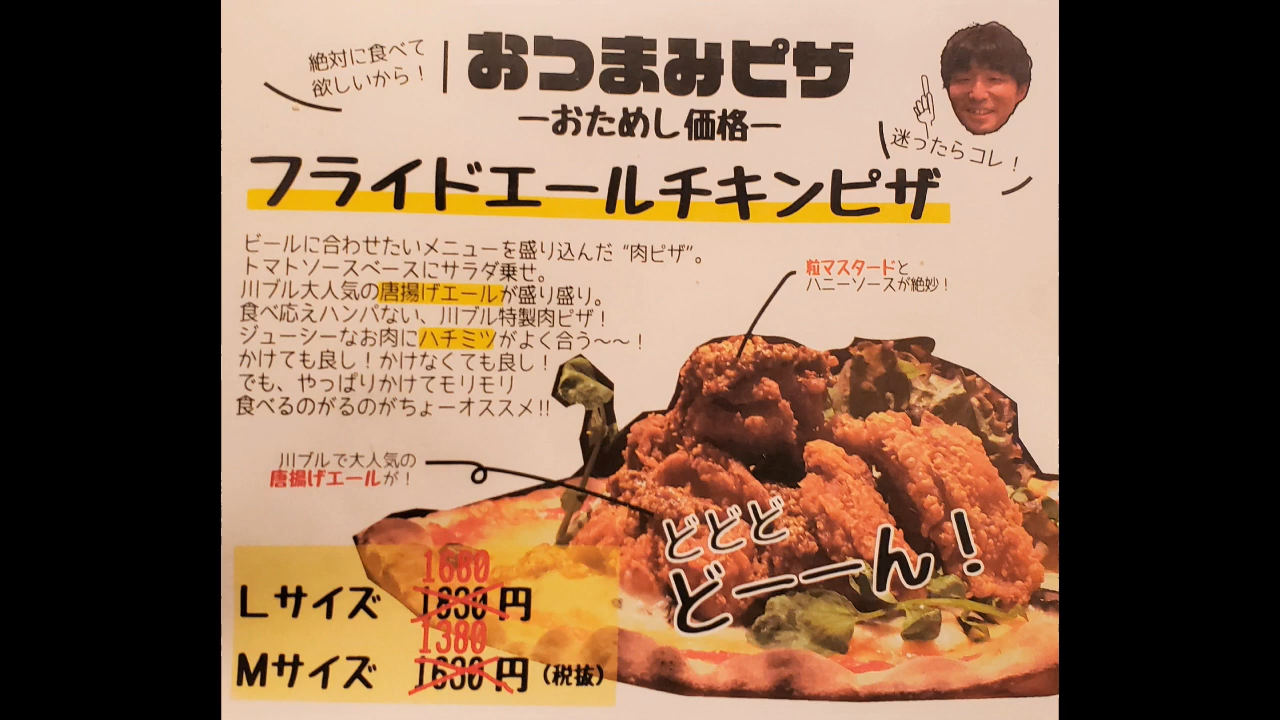 絶対に食べて
欲しいから！
おつまみピザ
ーおためし価格ー
迷ったらコレ！
フライドエールチキンピザ
ビールに合わせたいメニューを盛り込んだ“肉ピザ”。
トマトソースベースにサラダ乗せ。
川ブル大人気の唐揚げエールが盛り盛り。
食べ応えハンパない、川ブル特製肉ピザ！
ジューシーなお肉にハチミツがよく合う〜〜！
かけても良し！かけなくても良し！
でも、やっぱりかけてモリモリ
食べるのがるのがちょーオススメ!!
粒マスタードと
ハニーソースが絶妙！
川ブルで大人気の
唐揚げエールが！
どどど
どーーん！
1680
Lサイズ 1830円
1380
Mサイズ 1630円（税抜）